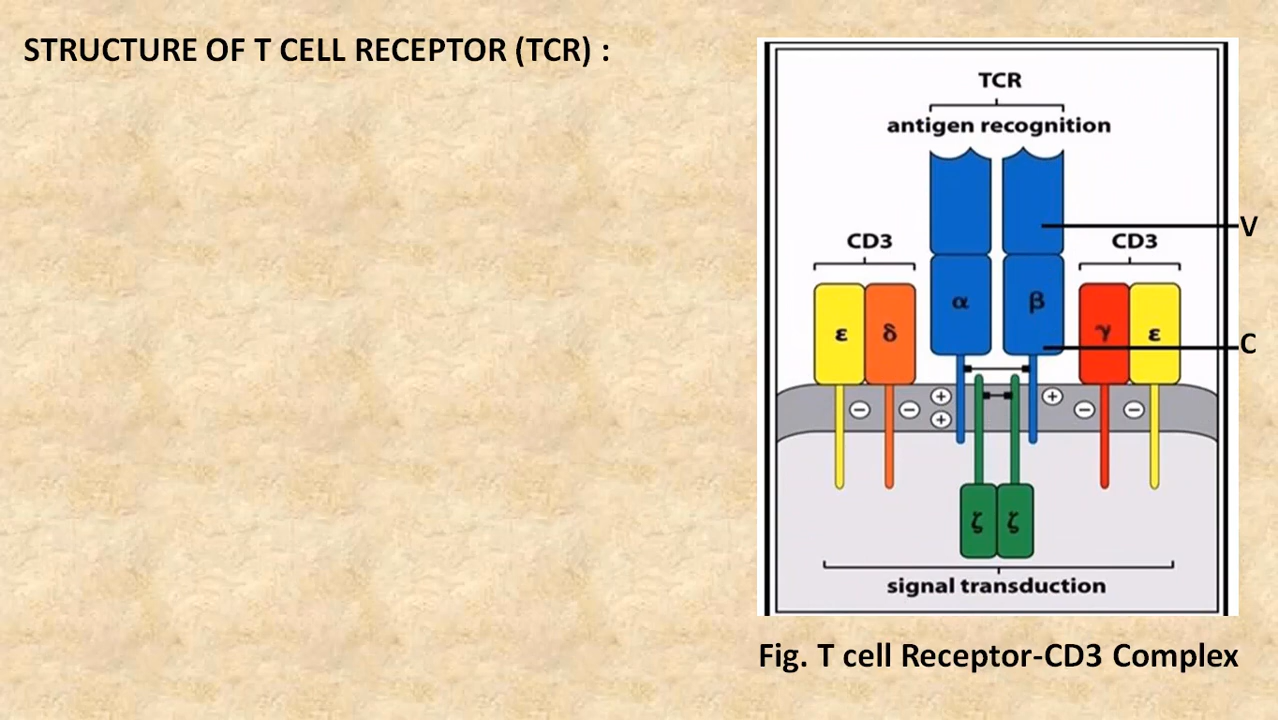 STRUCTURE OF T CELL RECEPTOR (TCR) :
TCR
antigen recognition
V
CD3
CD3
ε δ α β γ ε
C
− − + + + − −
ζ ζ
signal transduction
Fig. T cell Receptor-CD3 Complex